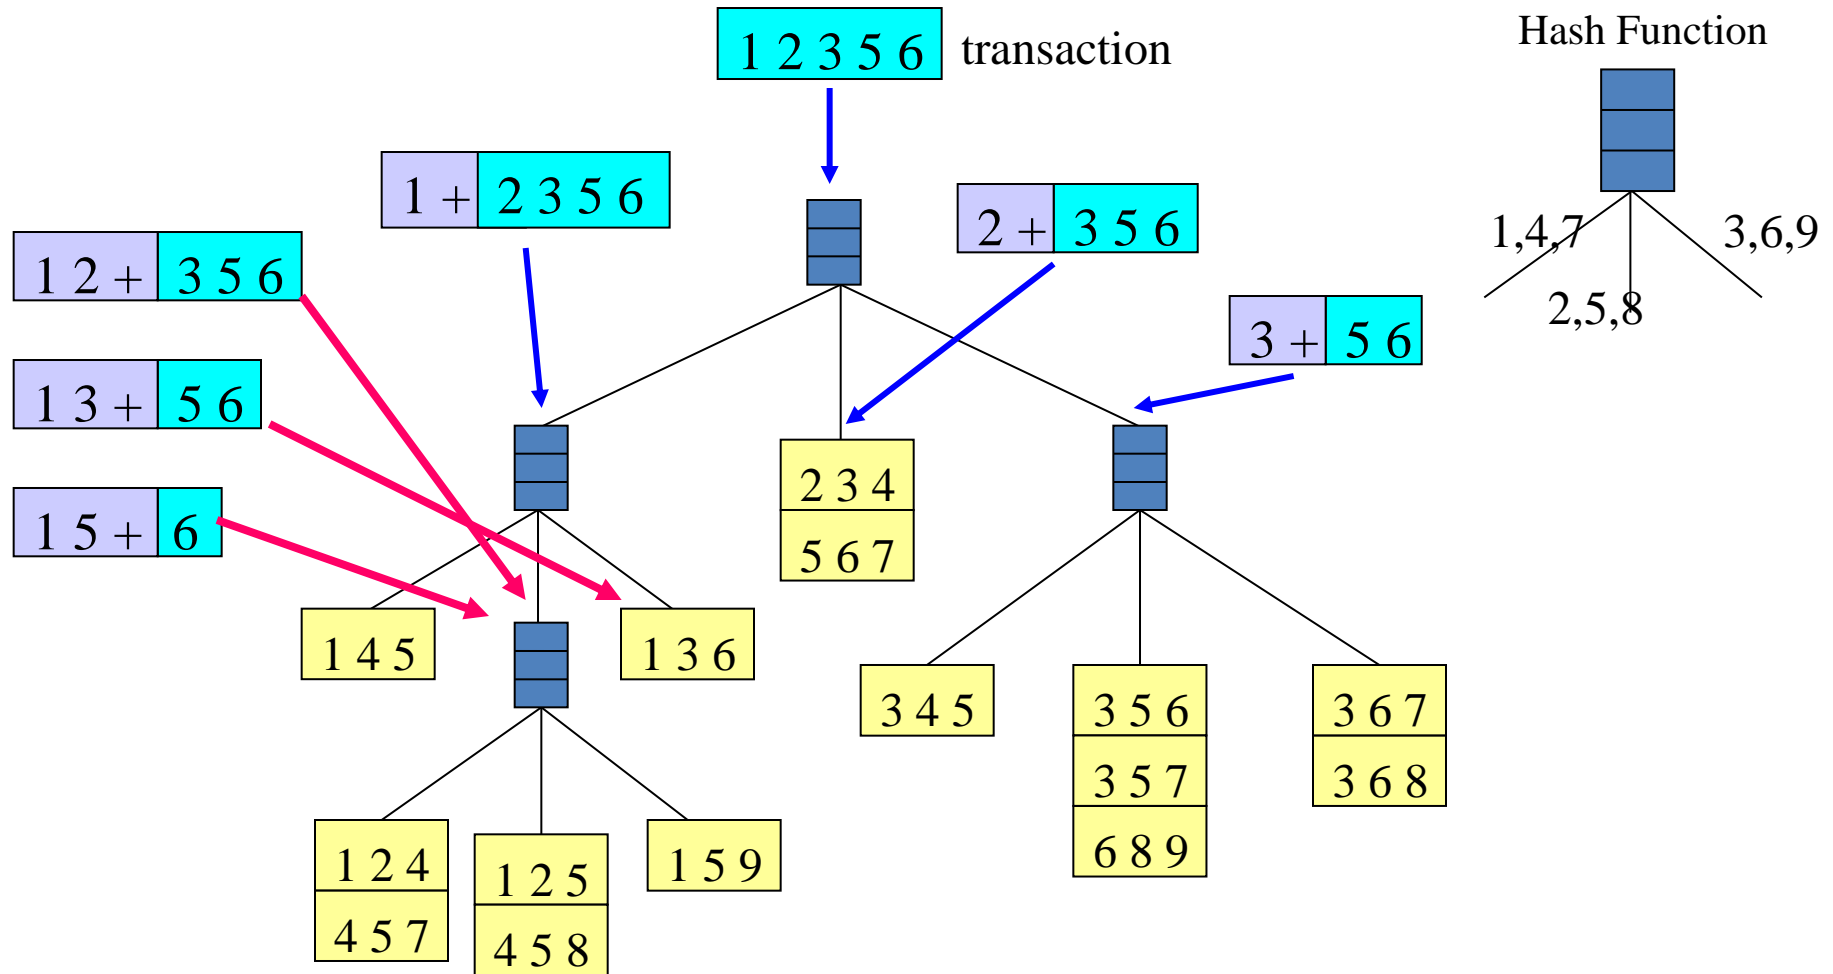 1 2 3 5 6 transaction
Hash Function
1,4,7
3,6,9
2,5,8
1 + 2 3 5 6
2 + 3 5 6
3 + 5 6
1 2 + 3 5 6
1 3 + 5 6
1 5 + 6
2 3 4
5 6 7
1 4 5
1 3 6
3 4 5
3 5 6
3 5 7
6 8 9
3 6 7
3 6 8
1 2 4
4 5 7
1 2 5
4 5 8
1 5 9